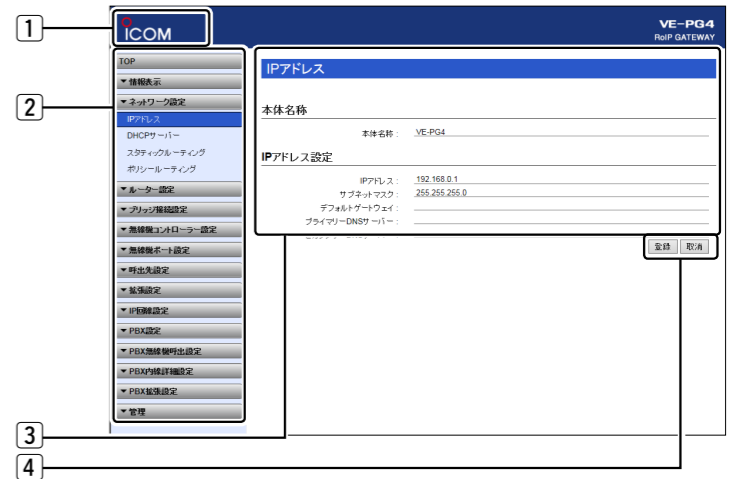 1
ICOM
VE-PG4
RoIP GATEWAY
2
TOP
▼情報表示
▼ネットワーク設定
IPアドレス
DHCPサーバー
スタティックルーティング
ポリシールーティング
▼ルーター設定
▼ブリッジ接続設定
▼無線機コントローラー設定
▼無線機ポート設定
▼呼出先設定
▼拡張設定
▼IP回線設定
▼PBX設定
▼PBX無線機呼出設定
▼PBX内線詳細設定
▼PBX拡張設定
▼管理
IPアドレス
本体名称
本体名称: VE-PG4
IPアドレス設定
IPアドレス: 192.168.0.1
サブネットマスク: 255.255.255.0
デフォルトゲートウェイ:
プライマリーDNSサーバー:
登録 取消
3
4